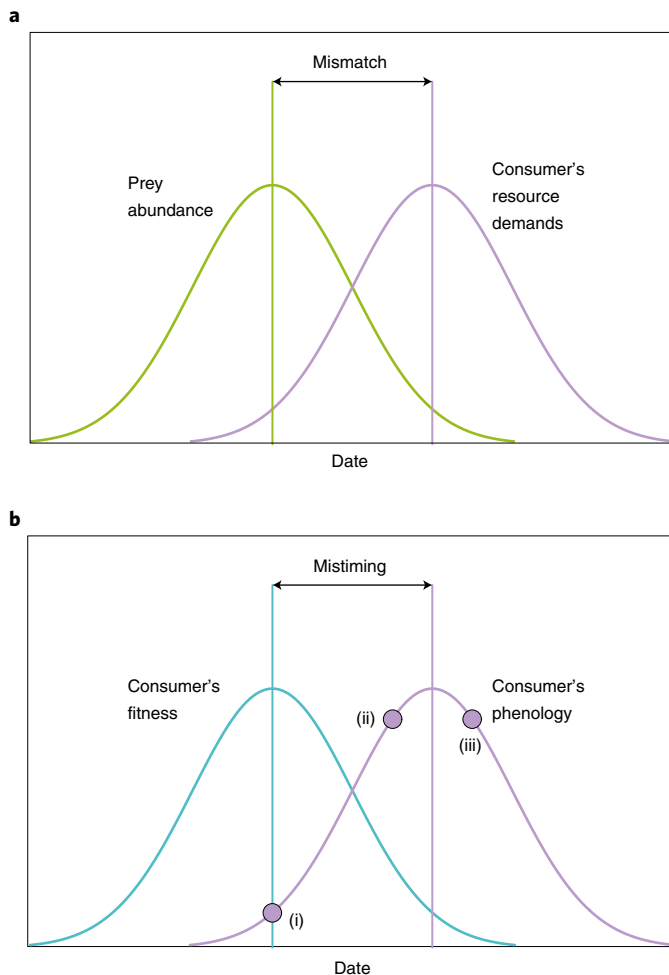 a
Mismatch
Prey
abundance
Consumer's
resource
demands
Date
b
Mistiming
Consumer's
fitness
Consumer's
phenology
(ii)
(iii)
(i)
Date